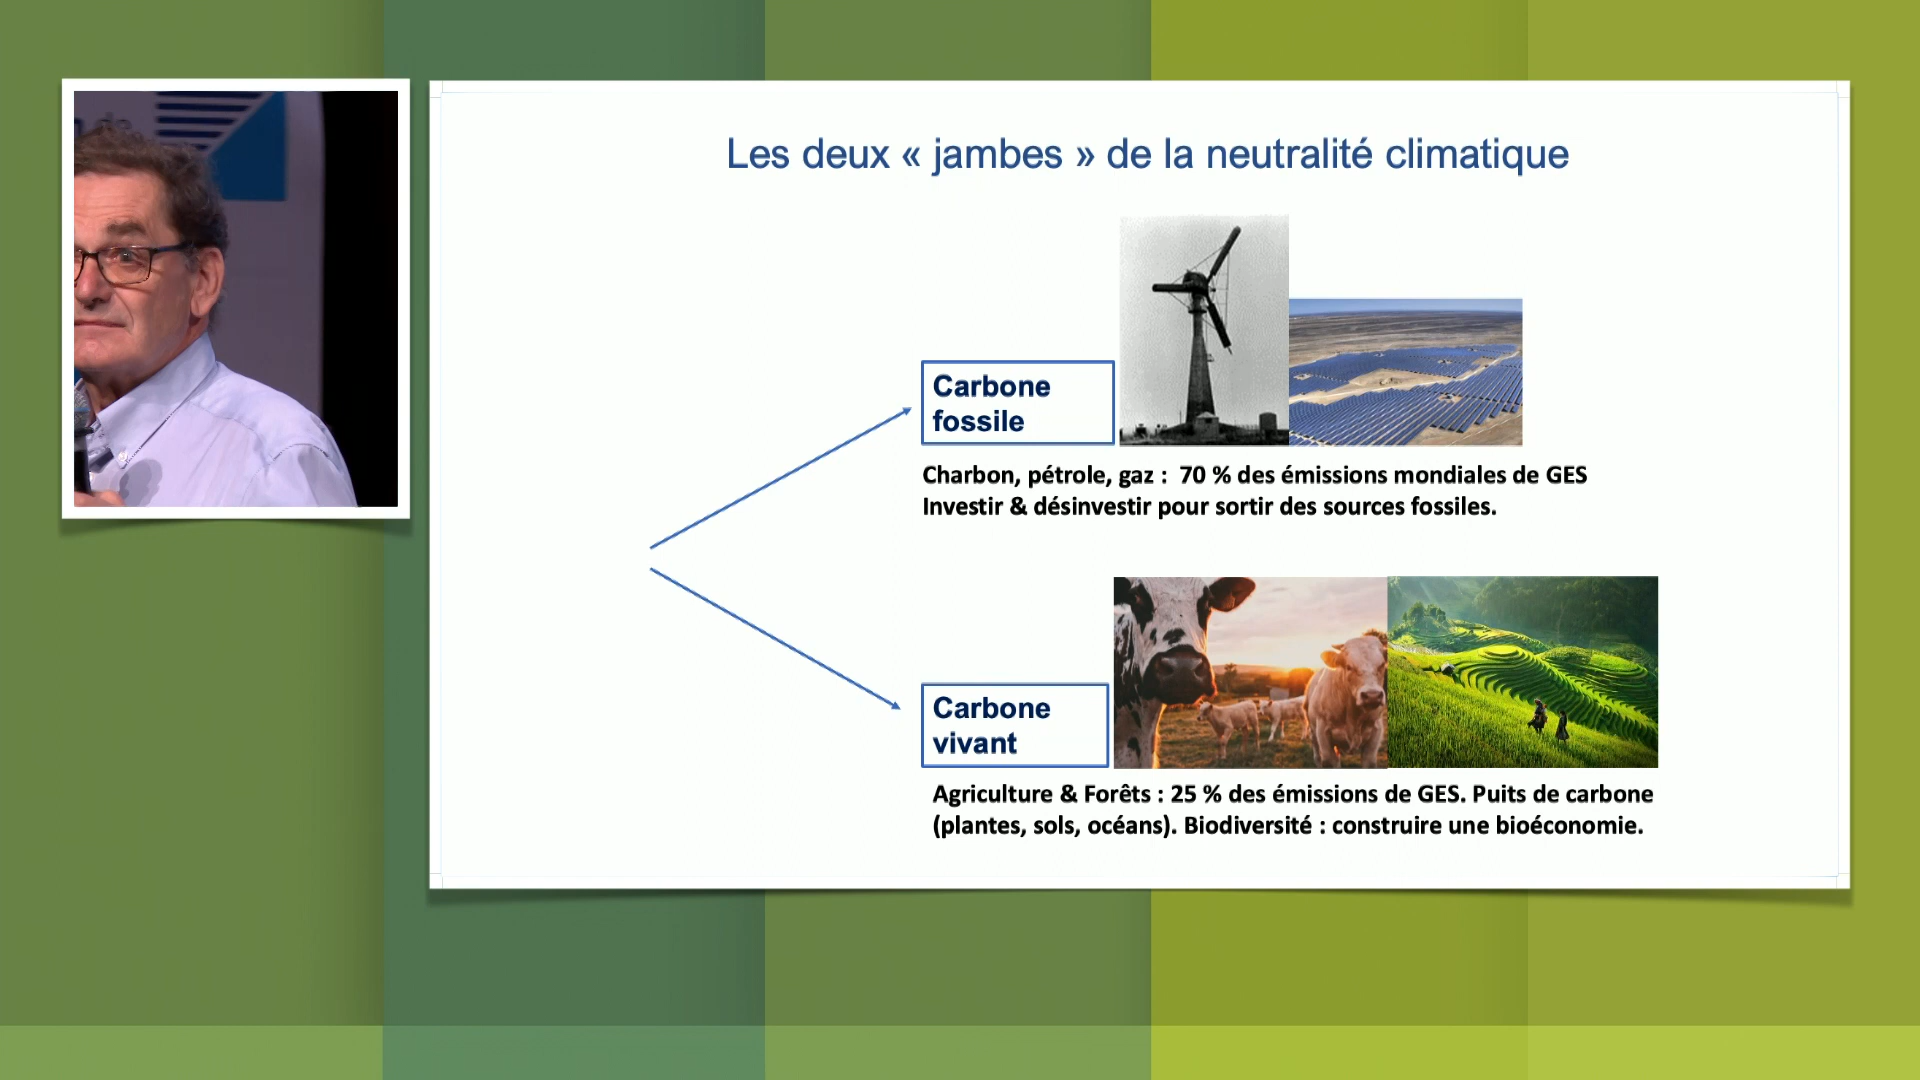 Les deux « jambes » de la neutralité climatique
Carbone
fossile
Charbon, pétrole, gaz : 70 % des émissions mondiales de GES
Investir & désinvestir pour sortir des sources fossiles.
Carbone
vivant
Agriculture & Forêts : 25 % des émissions de GES. Puits de carbone
(plantes, sols, océans). Biodiversité : construire une bioéconomie.